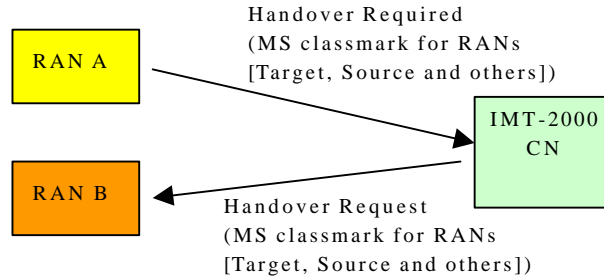 Handover Required
(MS classmark for RANs
[Target, Source and others])
RAN A
IMT-2000
CN
RAN B
Handover Request
(MS classmark for RANs
[Target, Source and others])